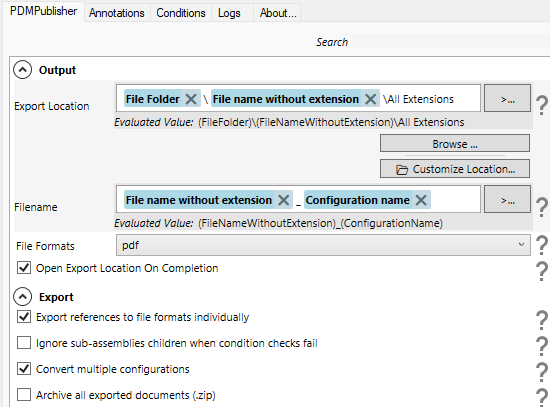 PDMPublisher Annotations Conditions Logs About...
Search
Output
Export Location File Folder \ File name without extension \All Extensions >...
Evaluated Value: (FileFolder)\(FileNameWithoutExtension)\All Extensions
Browse ...
Customize Location...
Filename File name without extension _ Configuration name >...
Evaluated Value: (FileNameWithoutExtension)_(ConfigurationName)
File Formats pdf
Open Export Location On Completion
Export
Export references to file formats individually
Ignore sub-assemblies children when condition checks fail
Convert multiple configurations
Archive all exported documents (.zip)